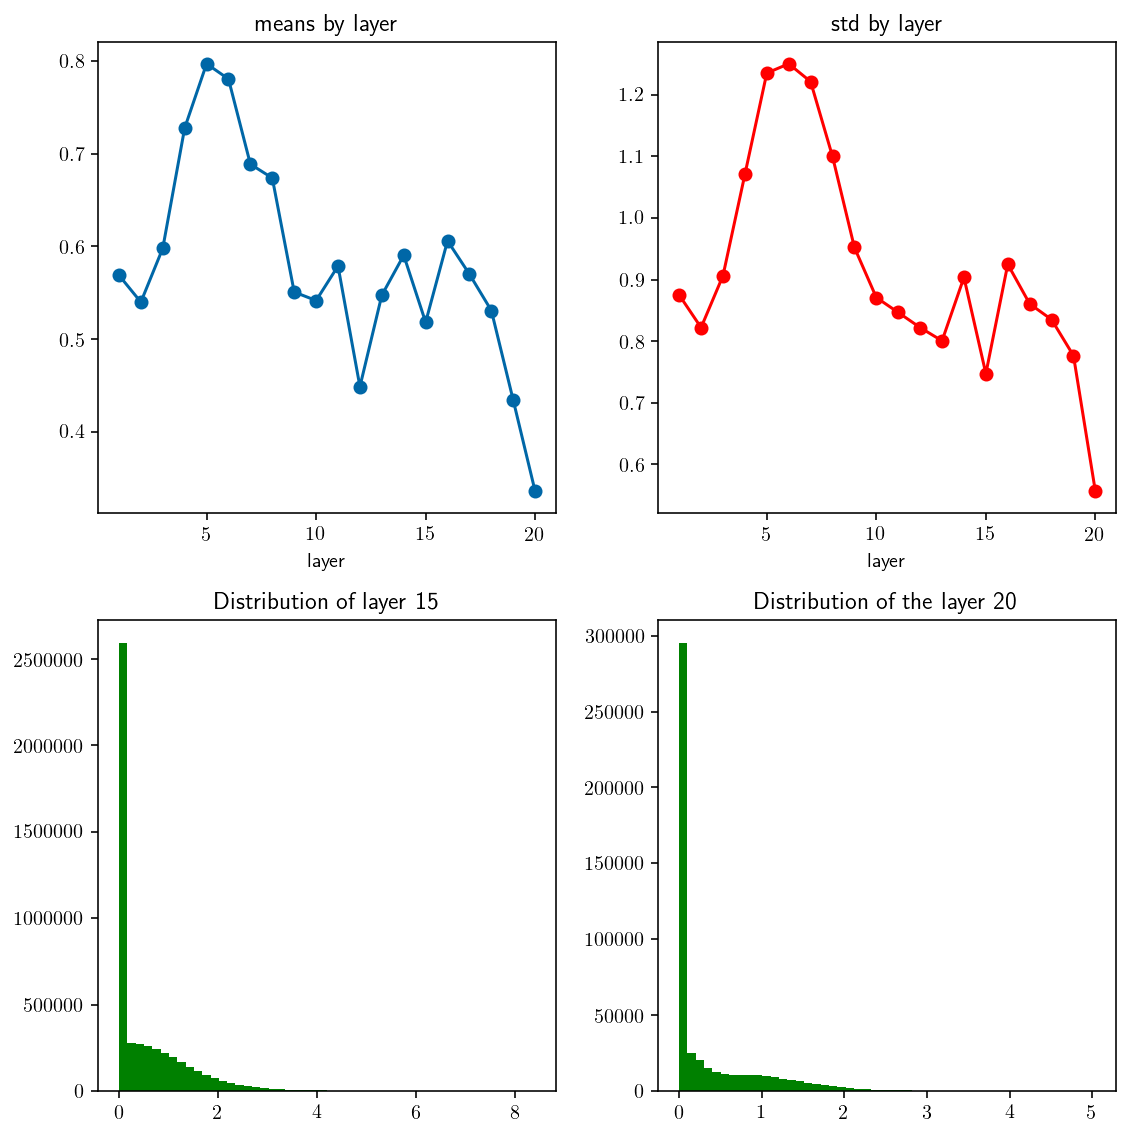 means by layer
0.8
0.7
0.6
0.5
0.4
5 10 15 20
layer
std by layer
1.2
1.1
1.0
0.9
0.8
0.7
0.6
5 10 15 20
layer
Distribution of layer 15
2500000
2000000
1500000
1000000
500000
0
0 2 4 6 8
Distribution of the layer 20
300000
250000
200000
150000
100000
50000
0
0 1 2 3 4 5